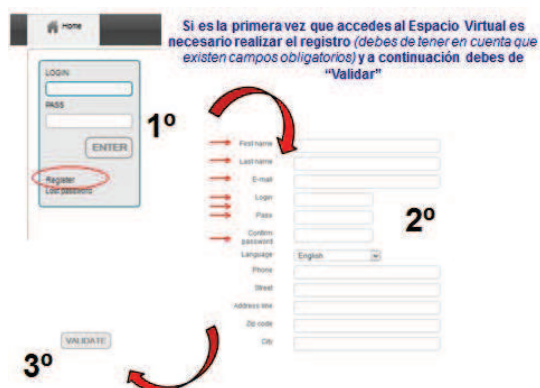 Home
Si es la primera vez que accedes al Espacio Virtual es
necesario realizar el registro (debes de tener en cuenta que
existen campos obligatorios) y a continuación debes de
“Validar”
LOGIN
PASS
ENTER
Register
Lost password
1º
First name
Last name
E-mail
Login
Pass
Confirm
password
Language
English
Phone
Street
Address line
Zip code
City
2º
VALIDATE
3º